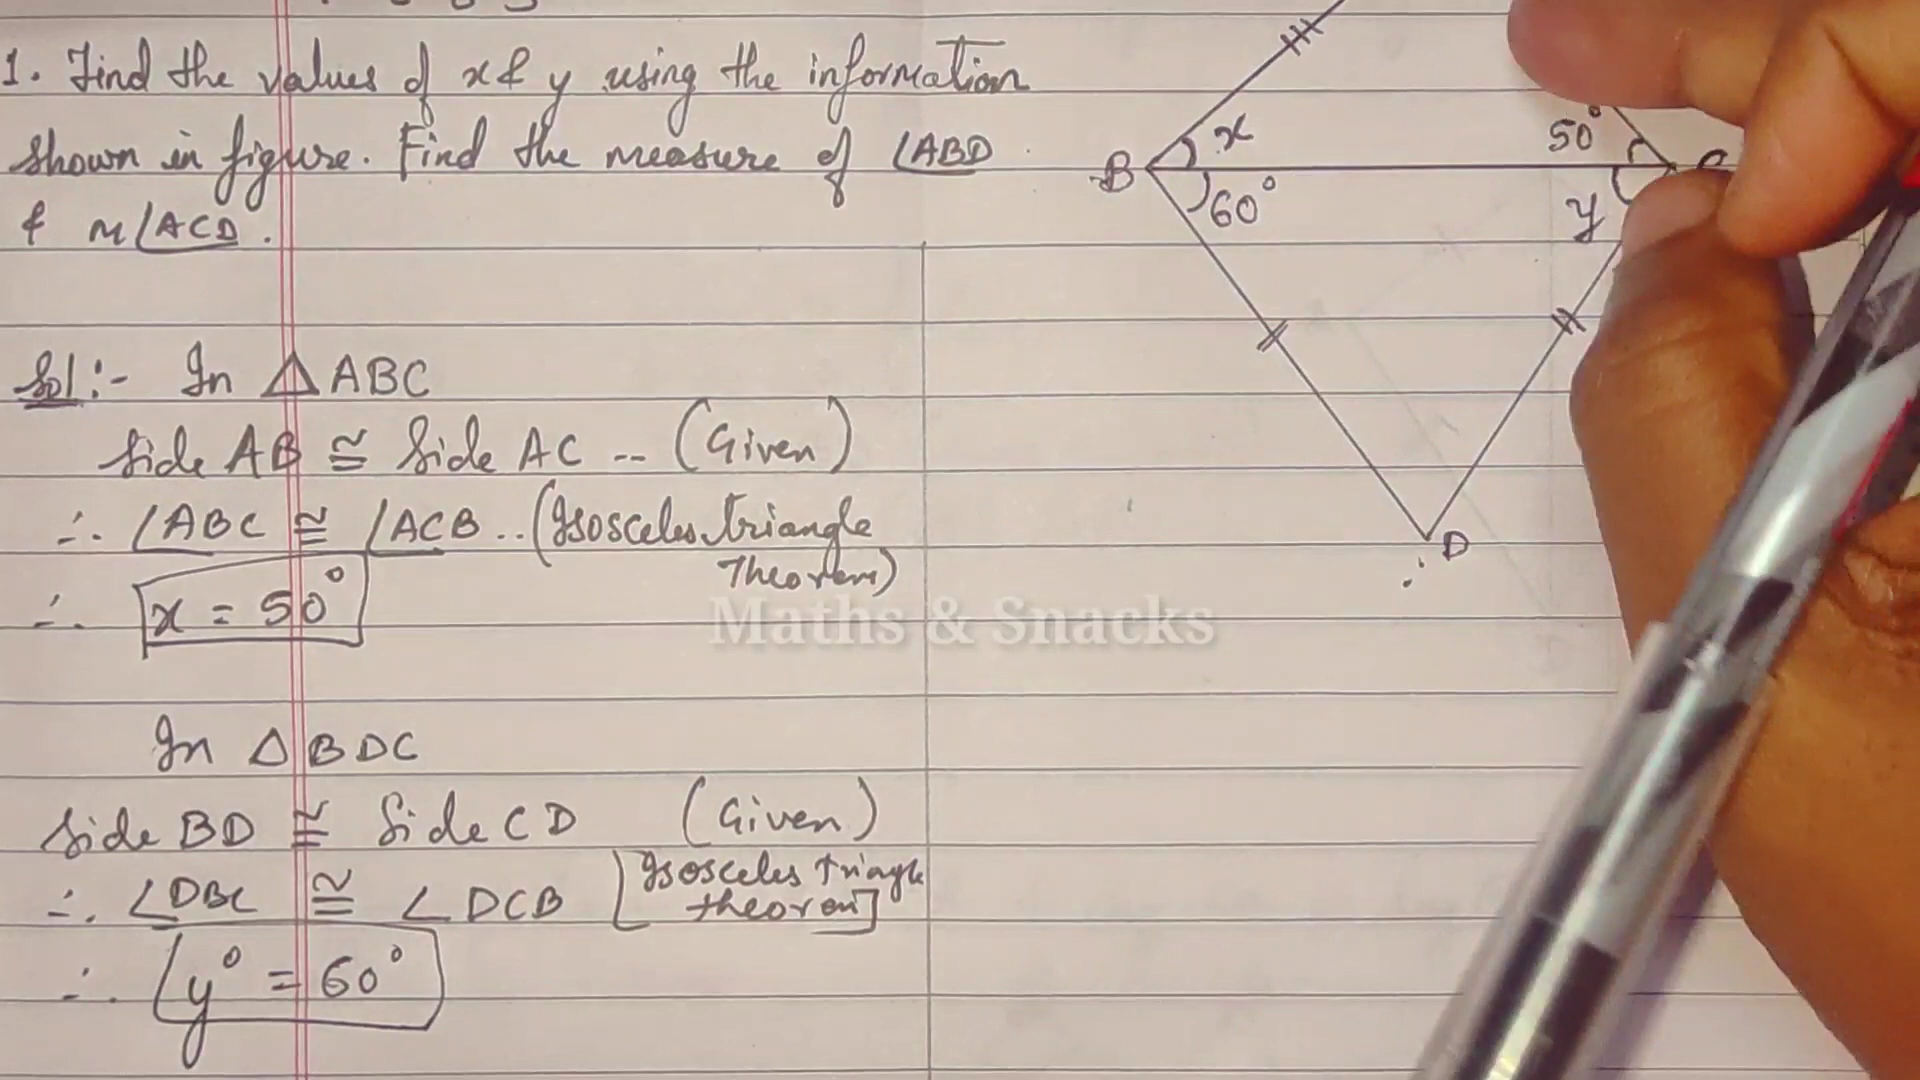 1. Find the values of x & y using the information
shown in figure. Find the measure of ∠ABD
& m∠ACD.
Sol:- In △ABC
Side AB ≅ Side AC -- (Given)
∴ ∠ABC ≅ ∠ACB .. (Isosceles triangle
Theorem)
∴ x = 50°
In △BDC
Side BD ≅ Side CD (Given)
∴ ∠DBC ≅ ∠DCB [Isosceles triangle
theorem]
∴ y° = 60°
B
x
60°
50°
y
D
∴
Maths & Snacks